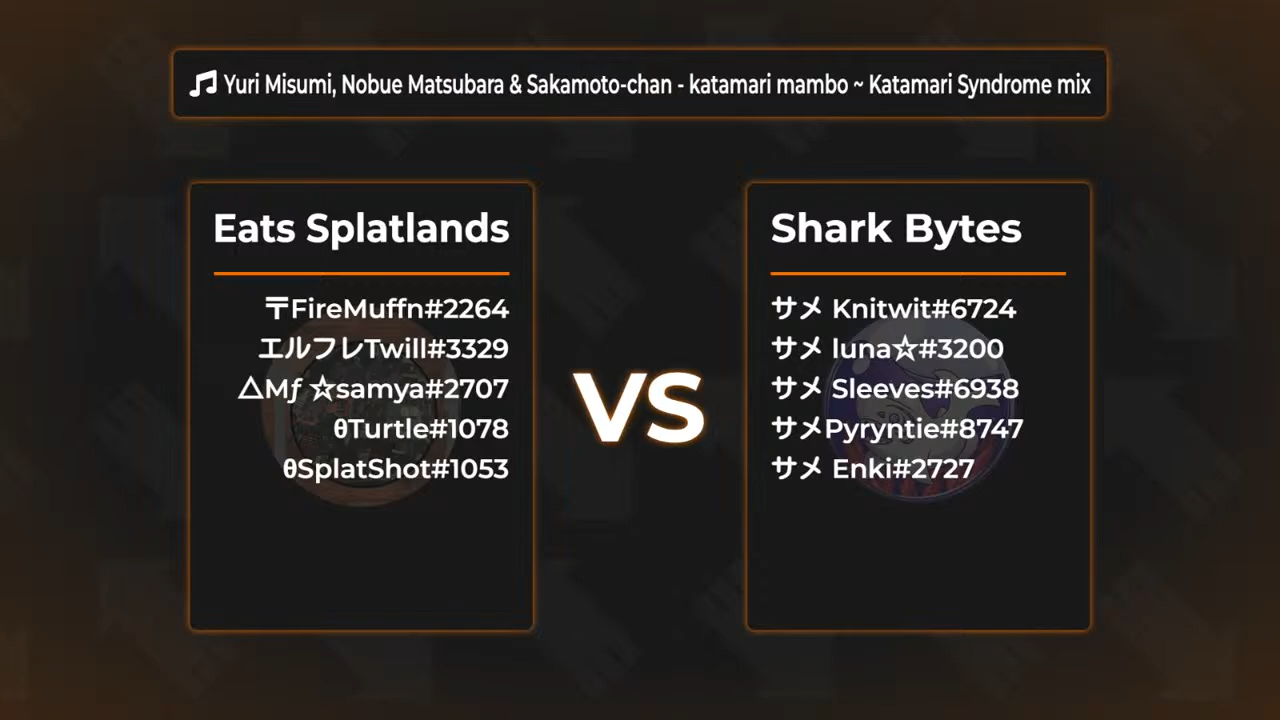 Yuri Misumi, Nobue Matsubara & Sakamoto-chan - katamari mambo ~ Katamari Syndrome mix
Eats Splatlands
〒FireMuffn#2264
エルフレTwill#3329
△Mƒ ☆samya#2707
θTurtle#1078
θSplatShot#1053
VS
Shark Bytes
サメ Knitwit#6724
サメ luna☆#3200
サメ Sleeves#6938
サメPyryntie#8747
サメ Enki#2727